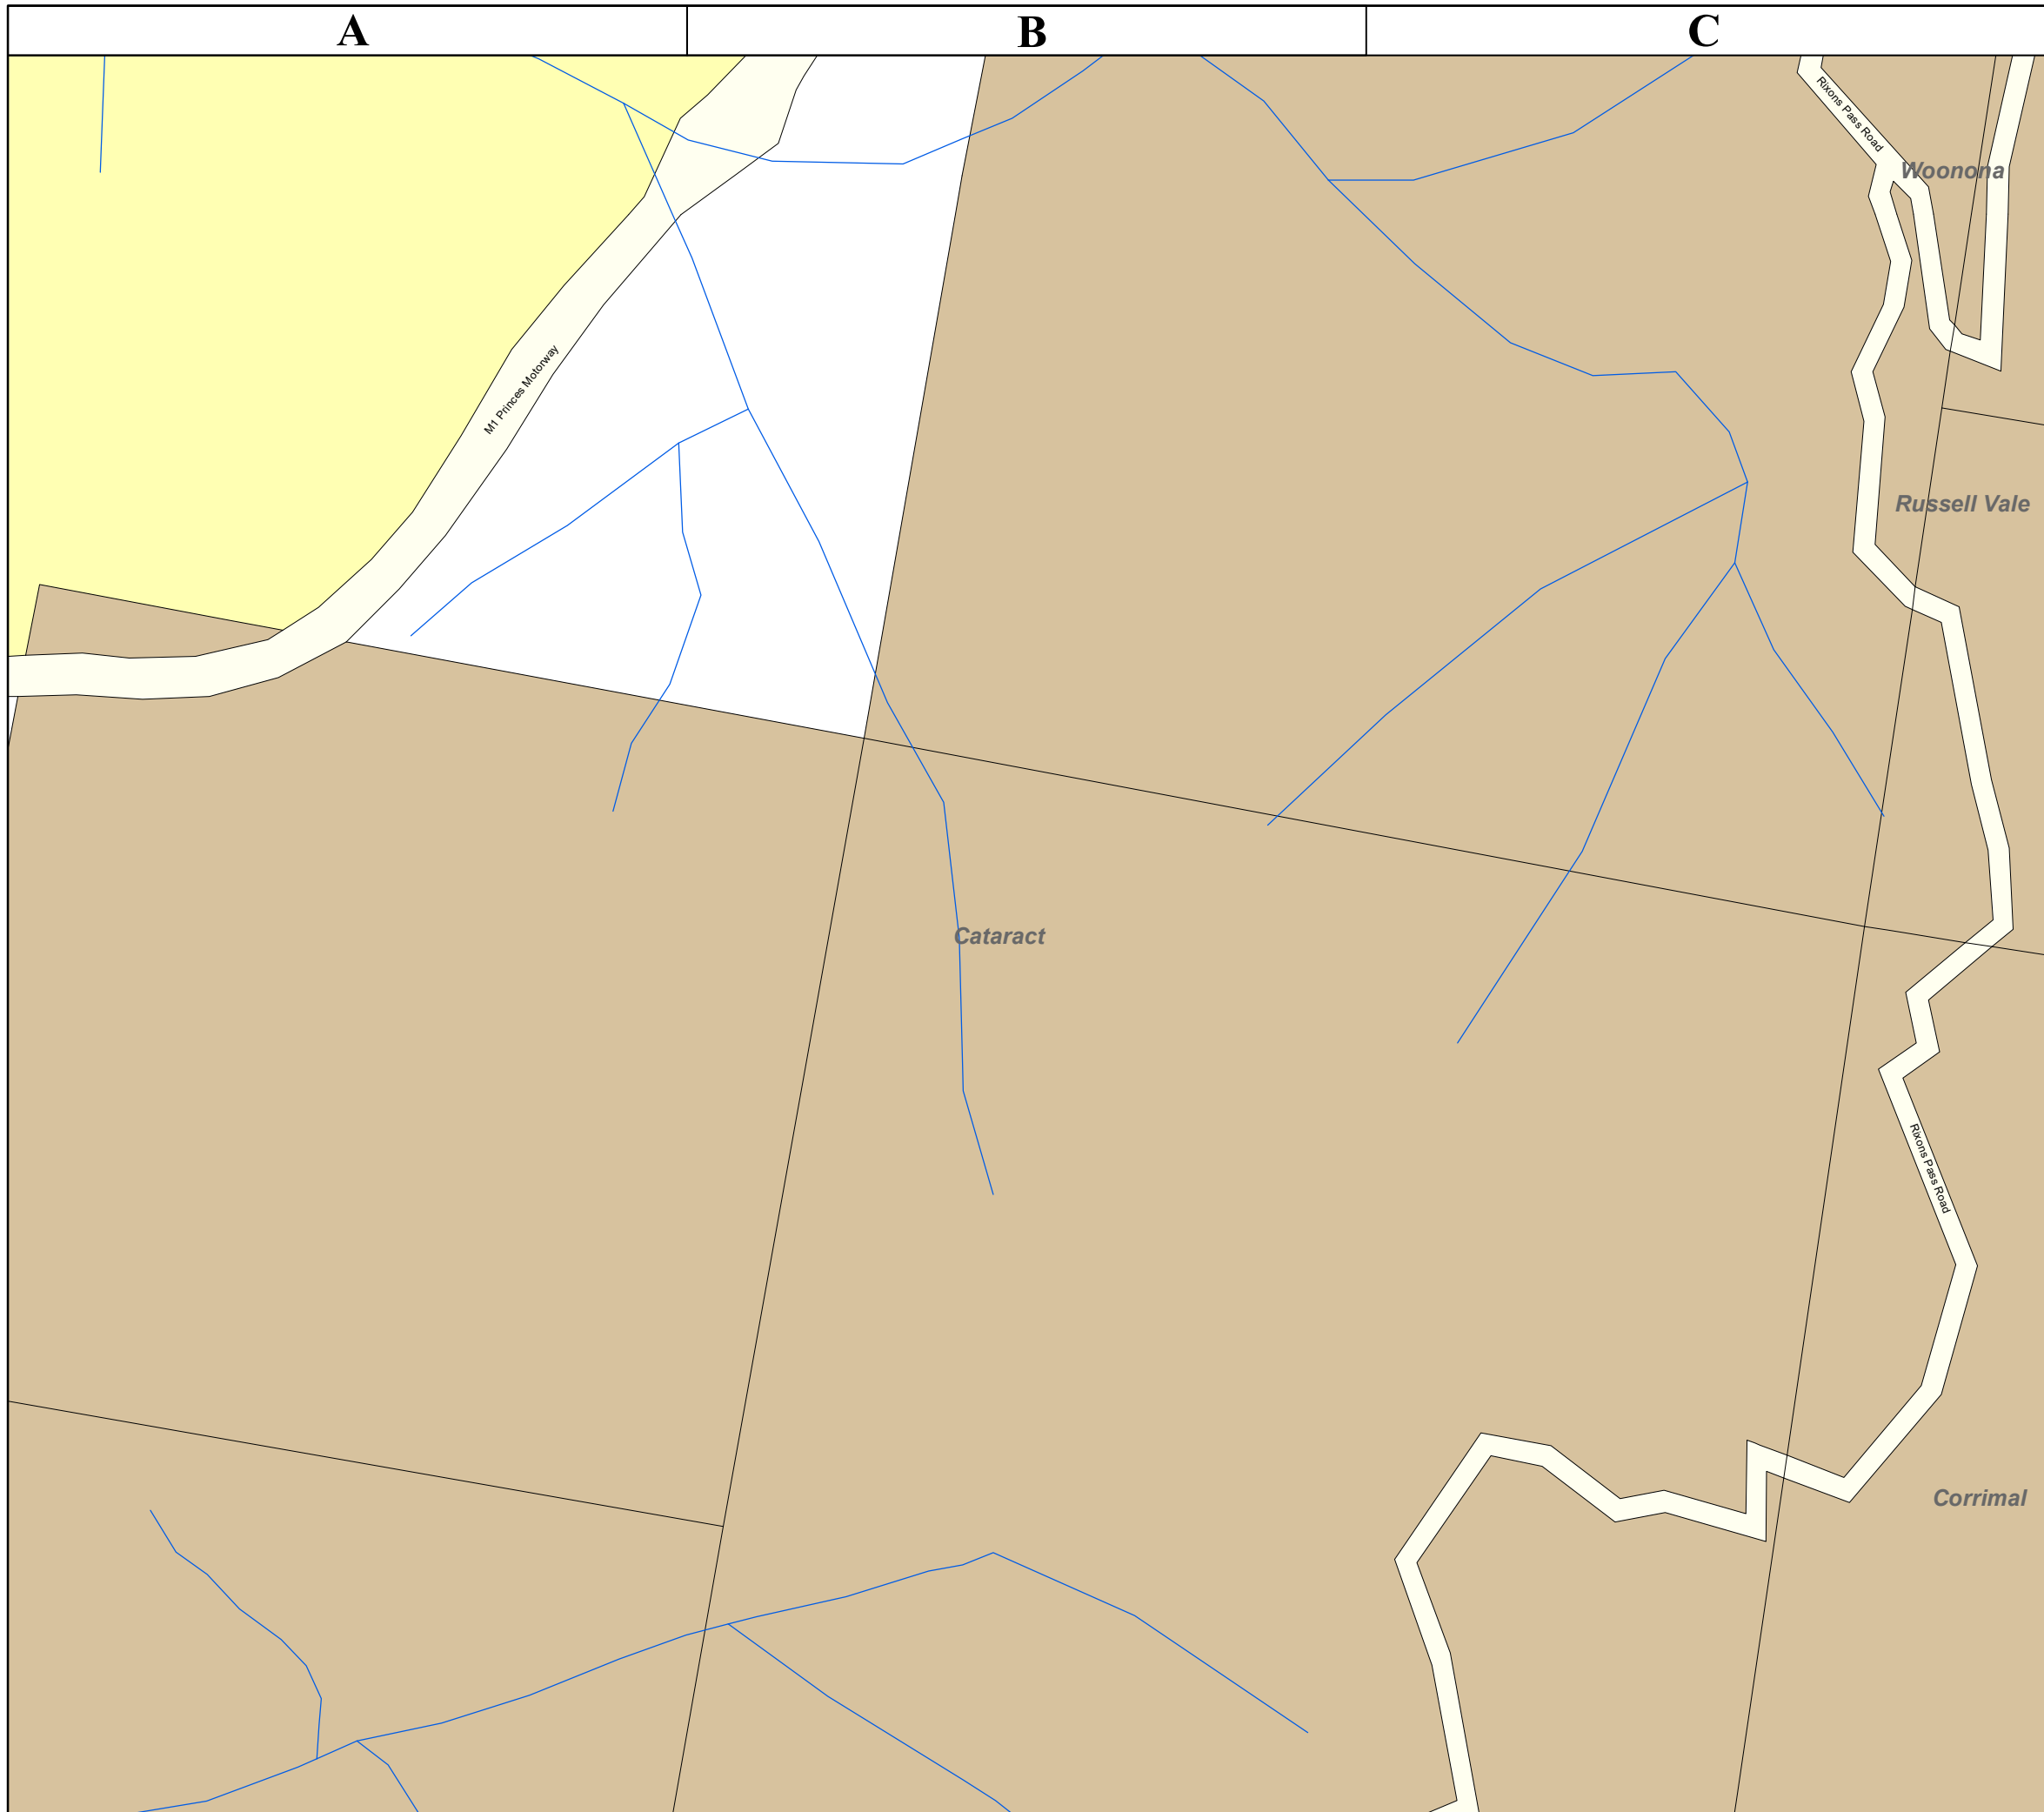 A
B
C
Rixons Pass Road
Woonona
M1 Princes Motorway
Russell Vale
Cataract
Rixons Pass Road
Corrimal